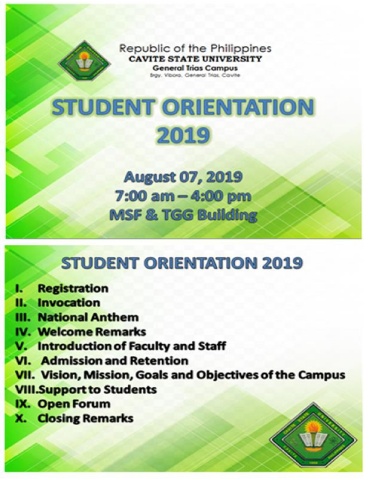 Republic of the Philippines
CAVITE STATE UNIVERSITY
General Trias Campus
Brgy. Vibora, General Trias, Cavite
STUDENT ORIENTATION
2019
August 07, 2019
7:00 am – 4:00 pm
MSF & TGG Building
STUDENT ORIENTATION 2019
I. Registration
II. Invocation
III. National Anthem
IV. Welcome Remarks
V. Introduction of Faculty and Staff
VI. Admission and Retention
VII. Vision, Mission, Goals and Objectives of the Campus
VIII.Support to Students
IX. Open Forum
X. Closing Remarks